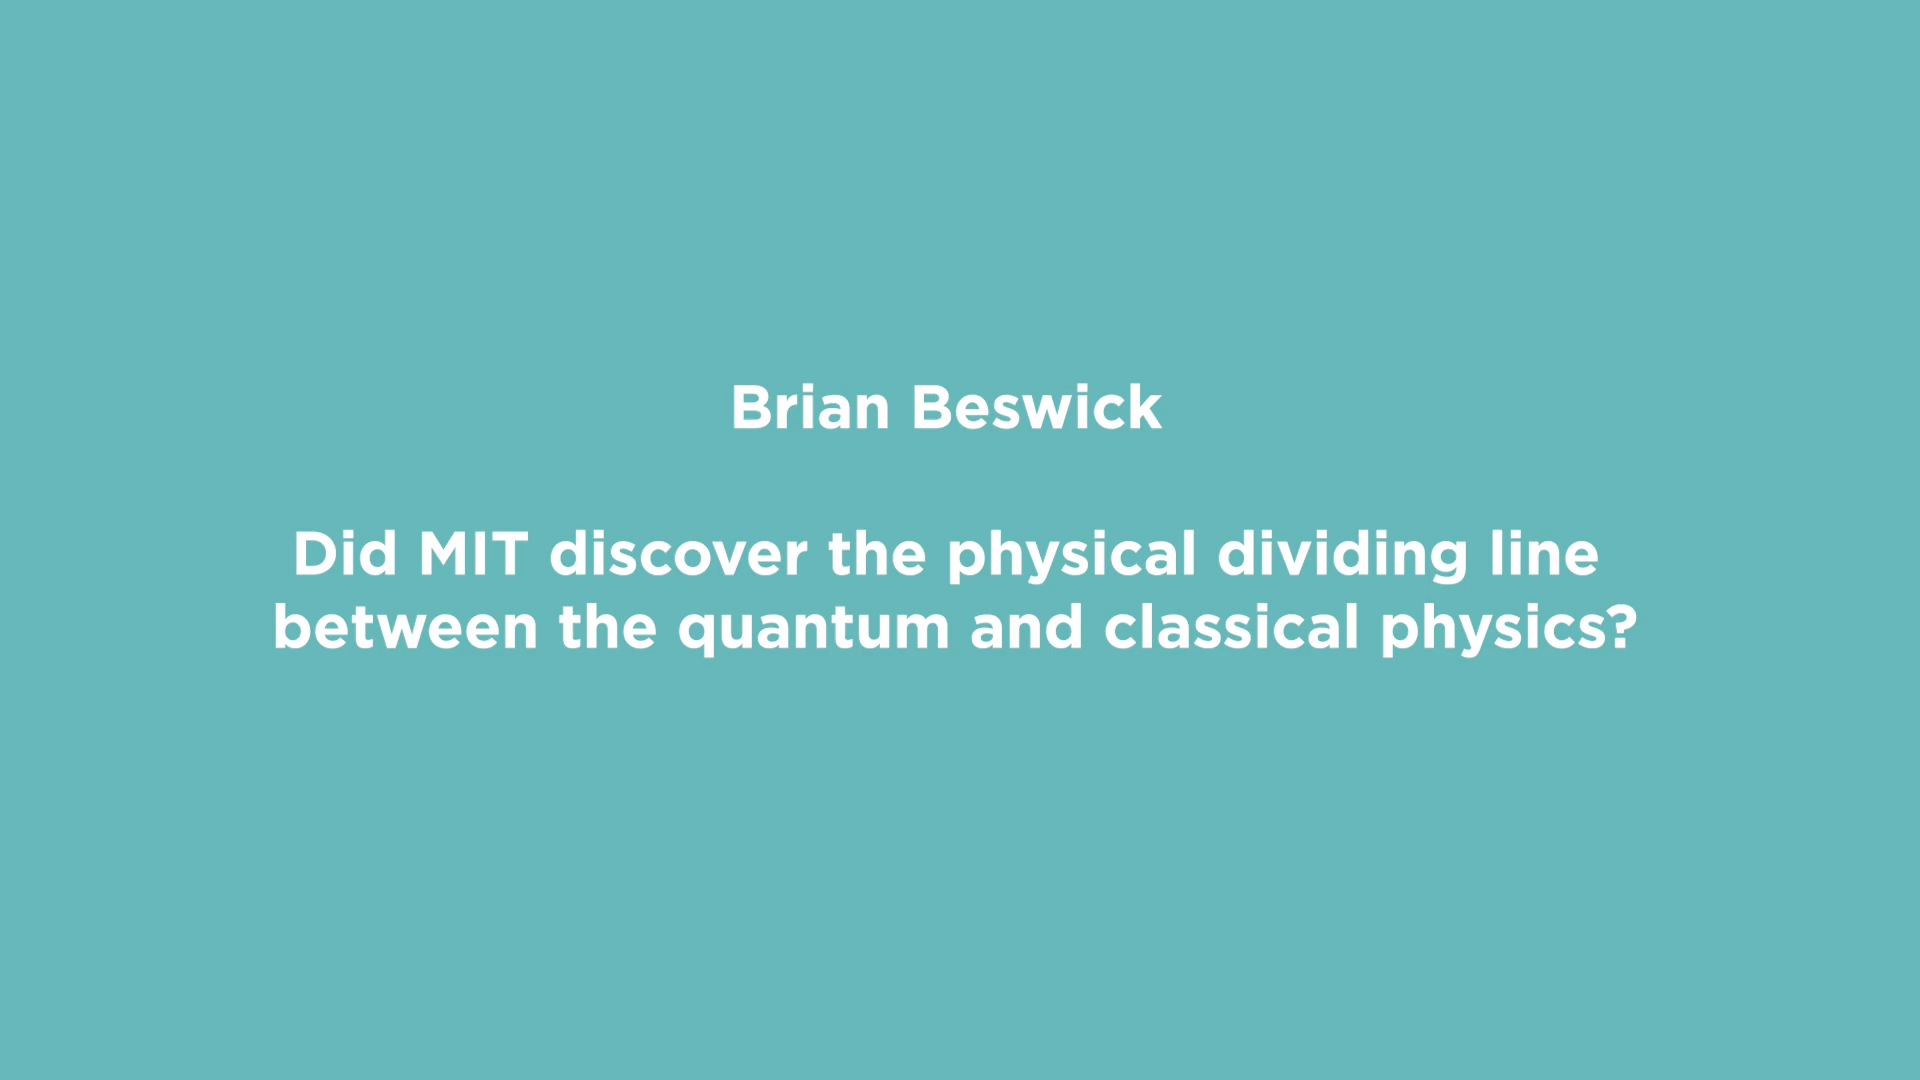 Brian Beswick
Did MIT discover the physical dividing line
between the quantum and classical physics?